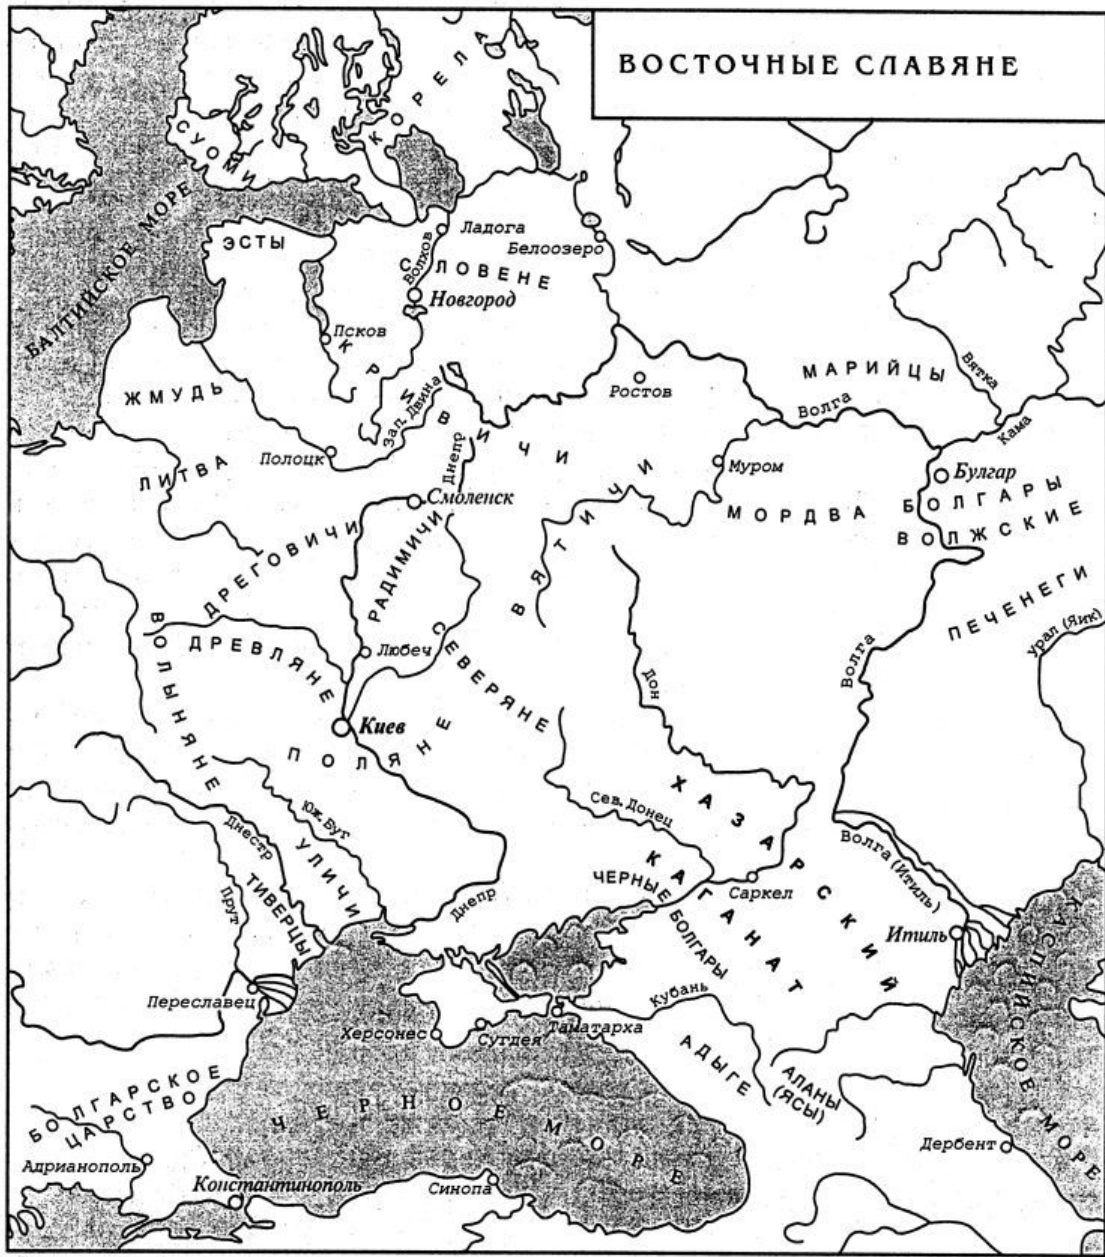 ВОСТОЧНЫЕ СЛАВЯНЕ
КОРЕЛА
СУОМИ
БАЛТИЙСКОЕ МОРЕ
ЭСТЫ
Волхов
Ладога
Белоозеро
СЛОВЕНЕ
Новгород
Псков
КРИВИЧИ
ЖМУДЬ
Зап. Двина
Ростов
МАРИЙЦЫ
Вятка
Волга
Кама
ЛИТВА
Полоцк
Днепр
Смоленск
ВЯТИЧИ
Муром
МОРДВА
Булгар
БОЛГАРЫ
ВОЛЖСКИЕ
ДРЕГОВИЧИ
РАДИМИЧИ
ПЕЧЕНЕГИ
Урал (Яик)
ВОЛЫНЯНЕ
ДРЕВЛЯНЕ
Любеч
СЕВЕРЯНЕ
Дон
Волга
Киев
ПОЛЯНЕ
Юж. Буг
Днестр
УЛИЧИ
ТИВЕРЦЫ
Прут
Днепр
Сев. Донец
ХАЗАРСКИЙ
КАГАНАТ
ЧЕРНЫЕ БОЛГАРЫ
Саркел
Волга (Итиль)
Итиль
КАСПИЙСКОЕ МОРЕ
Переславец
Херсонес
Сугдея
Таматарха
Кубань
АДЫГЕ
АЛАНЫ
(ЯСЫ)
Дербент
БОЛГАРСКОЕ
ЦАРСТВО
ЧЕРНОЕ МОРЕ
Адрианополь
Константинополь
Синопа